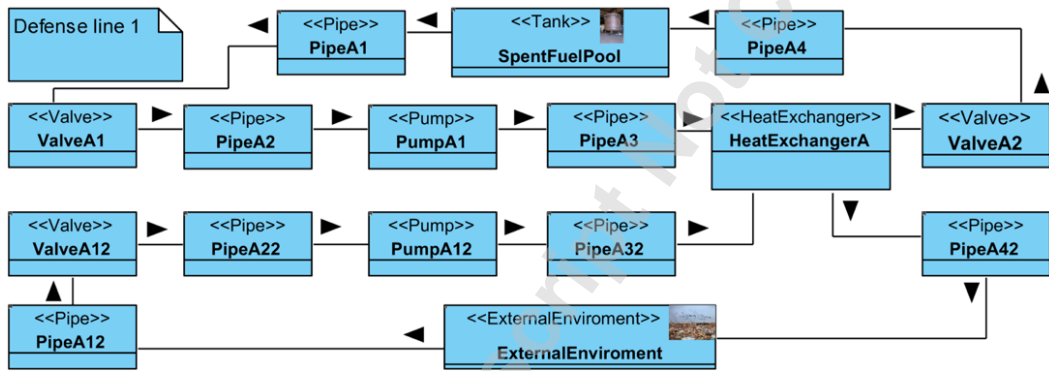 Defense line 1
<<Pipe>>
PipeA1
<<Tank>>
SpentFuelPool
<<Pipe>>
PipeA4
<<Valve>>
ValveA1
<<Pipe>>
PipeA2
<<Pump>>
PumpA1
<<Pipe>>
PipeA3
<<HeatExchanger>>
HeatExchangerA
<<Valve>>
ValveA2
<<Valve>>
ValveA12
<<Pipe>>
PipeA22
<<Pump>>
PumpA12
<<Pipe>>
PipeA32
<<Pipe>>
PipeA42
<<Pipe>>
PipeA12
<<ExternalEnviroment>>
ExternalEnviroment